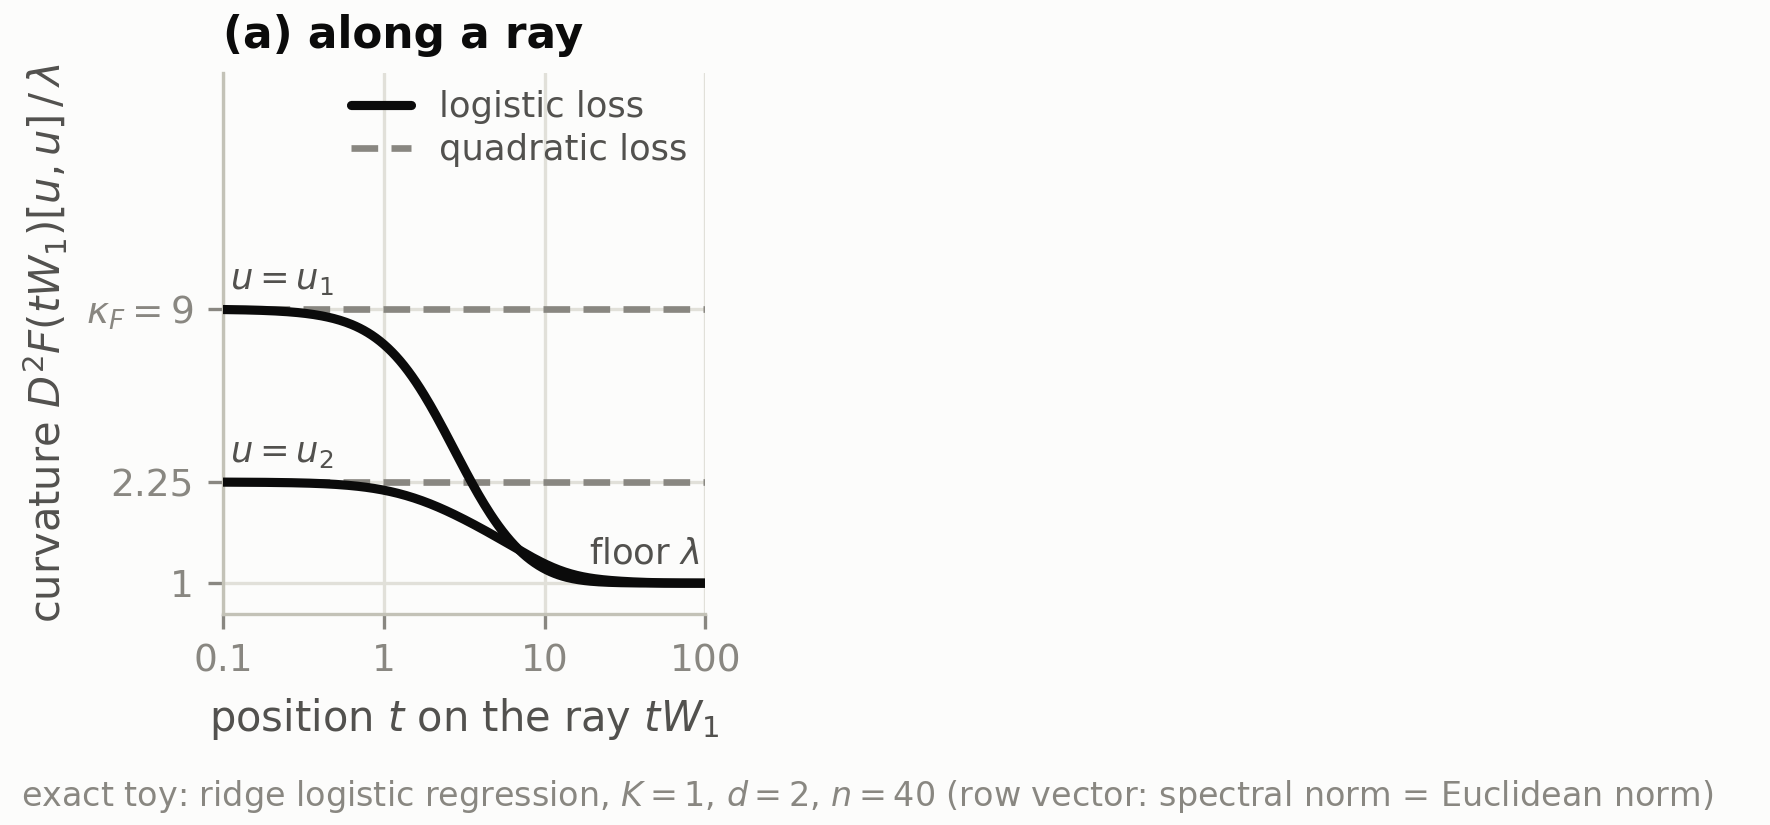 (a) along a ray
curvature D²F(tW₁)[u, u] / λ
logistic loss
quadratic loss
u = u₁
κ_F = 9
u = u₂
2.25
floor λ
1
0.1 1 10 100
position t on the ray tW₁
exact toy: ridge logistic regression, K = 1, d = 2, n = 40 (row vector: spectral norm = Euclidean norm)